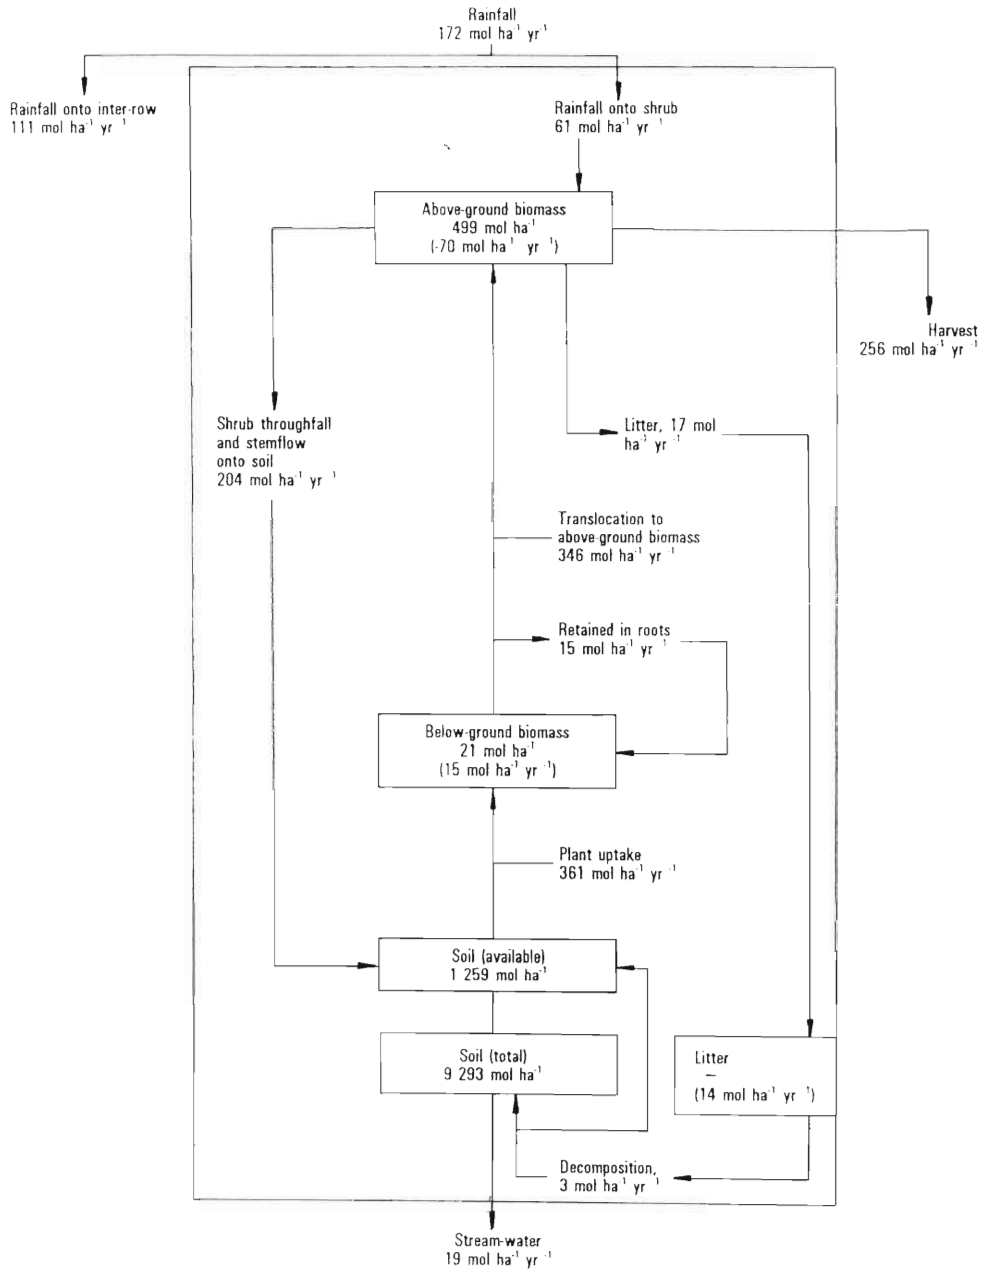 Rainfall
172 mol ha⁻¹ yr⁻¹
Rainfall onto inter-row
111 mol ha⁻¹ yr⁻¹
Rainfall onto shrub
61 mol ha⁻¹ yr⁻¹
Above-ground biomass
499 mol ha⁻¹
(-70 mol ha⁻¹ yr⁻¹)
Harvest
256 mol ha⁻¹ yr⁻¹
Shrub throughfall
and stemflow
onto soil
204 mol ha⁻¹ yr⁻¹
Litter, 17 mol
ha⁻¹ yr⁻¹
Translocation to
above-ground biomass
346 mol ha⁻¹ yr⁻¹
Retained in roots
15 mol ha⁻¹ yr⁻¹
Below-ground biomass
21 mol ha⁻¹
(15 mol ha⁻¹ yr⁻¹)
Plant uptake
361 mol ha⁻¹ yr⁻¹
Soil (available)
1 259 mol ha⁻¹
Soil (total)
9 293 mol ha⁻¹
Litter
–
(14 mol ha⁻¹ yr⁻¹)
Decomposition,
3 mol ha⁻¹ yr⁻¹
Stream-water
19 mol ha⁻¹ yr⁻¹